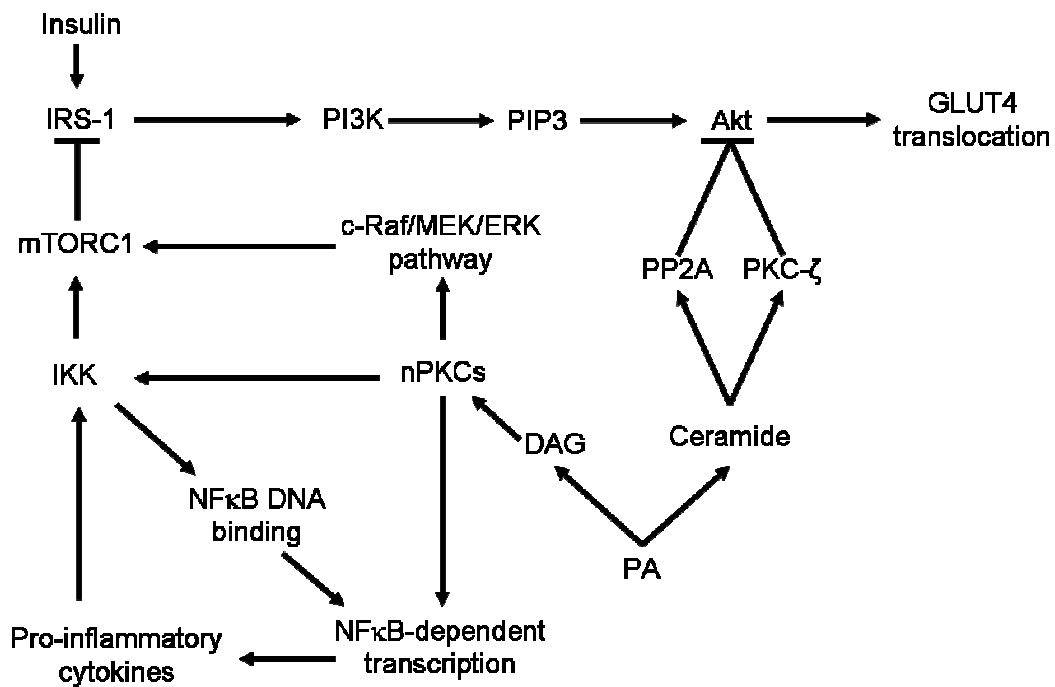 Insulin
IRS-1
PI3K
PIP3
Akt
GLUT4
translocation
mTORC1
c-Raf/MEK/ERK
pathway
PP2A
PKC-ζ
IKK
nPKCs
DAG
Ceramide
NFκB DNA
binding
PA
Pro-inflammatory
cytokines
NFκB-dependent
transcription